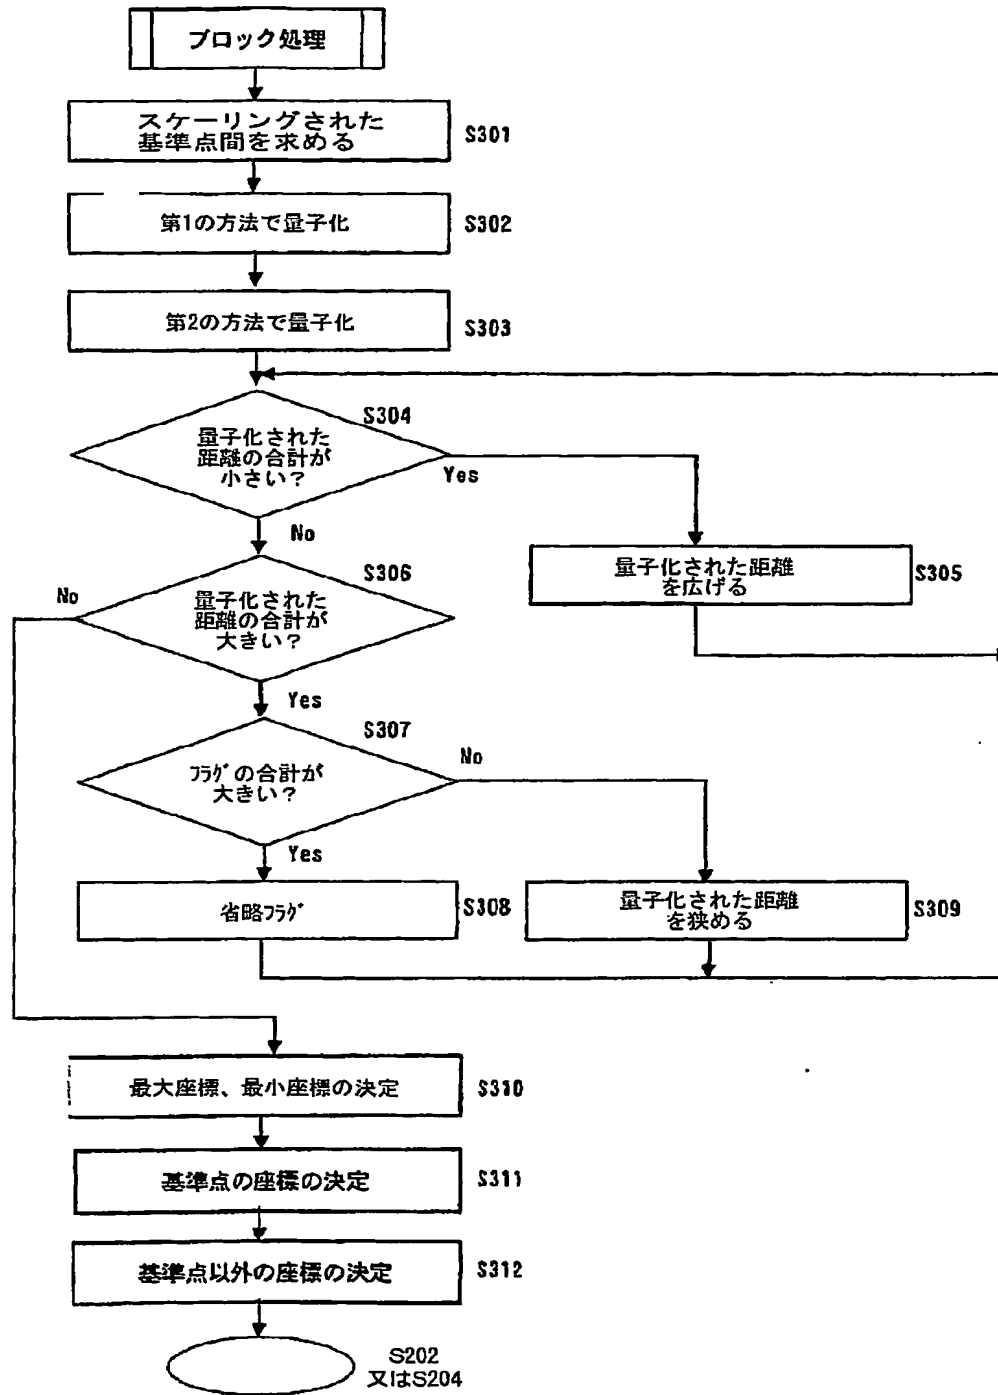 ブロック処理
スケーリングされた
基準点間を求める
S301
第1の方法で量子化
S302
第2の方法で量子化
S303
S304
量子化された
距離の合計が
小さい?
Yes
No
量子化された距離
を広げる
S305
S306
No
量子化された
距離の合計が
大きい?
Yes
S307
フラグの合計が
大きい?
No
Yes
省略フラグ
S308
量子化された距離
を狭める
S309
最大座標、最小座標の決定
S310
基準点の座標の決定
S311
基準点以外の座標の決定
S312
S202
又はS204